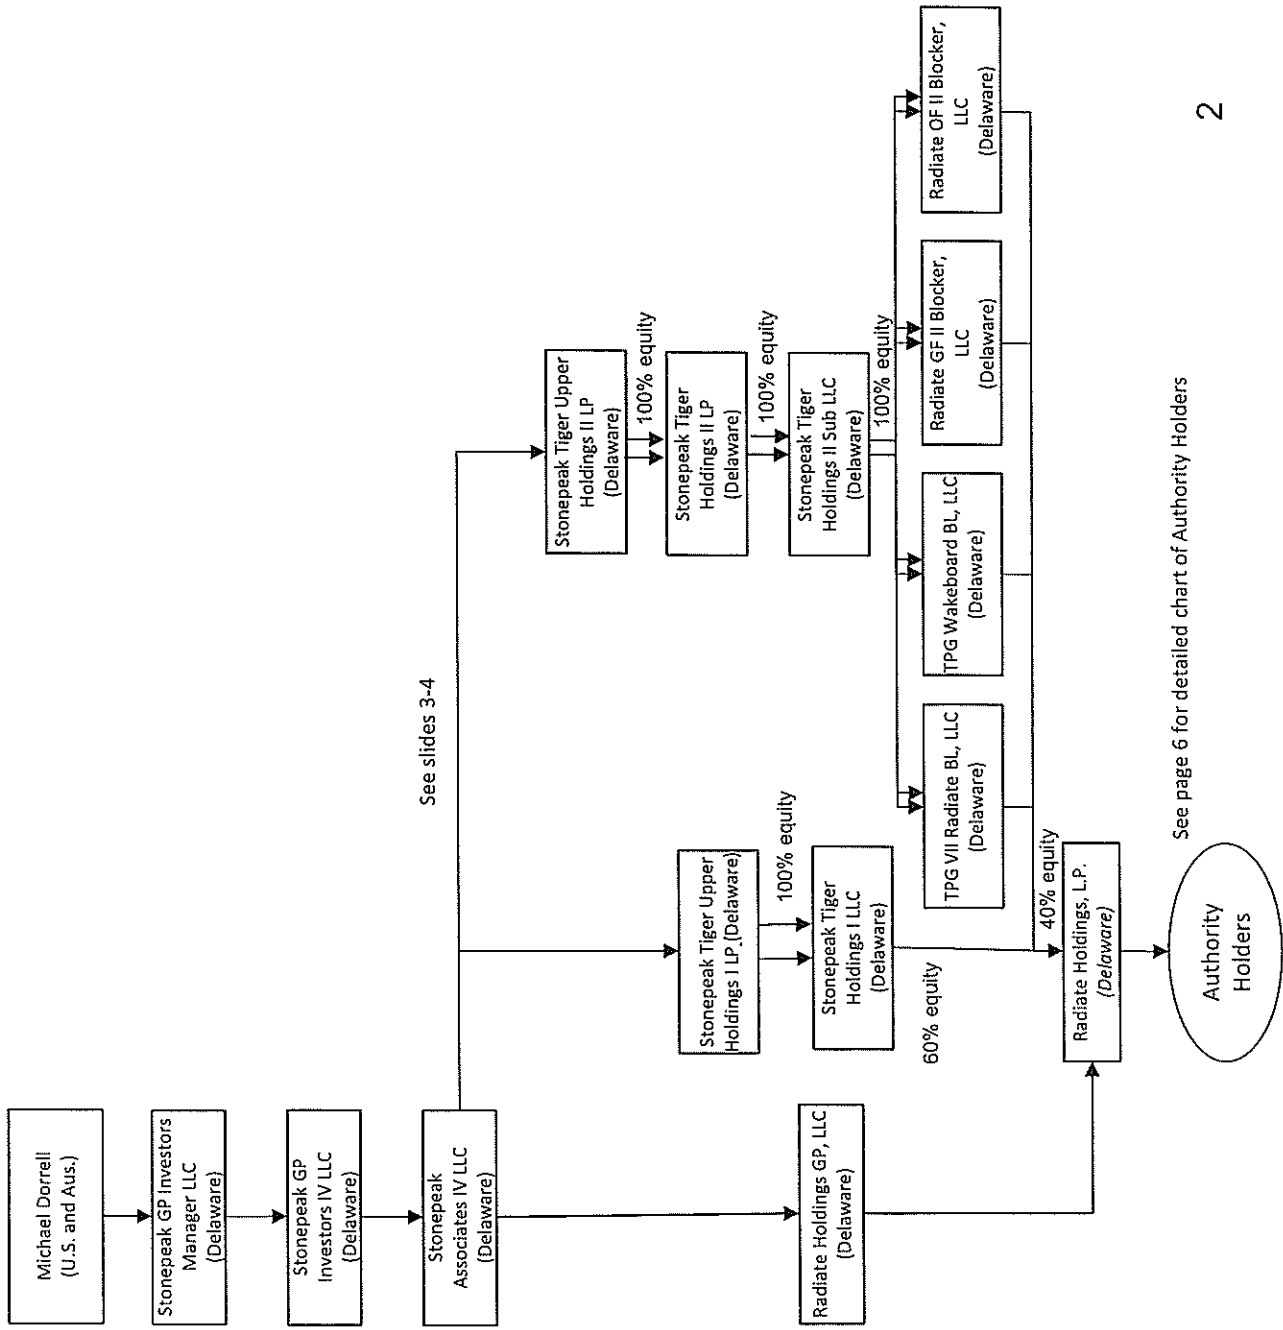 Michael Dorrell
(U.S. and Aus.)
Stonepeak GP Investors
Manager LLC
(Delaware)
Stonepeak GP
Investors IV LLC
(Delaware)
Stonepeak
Associates IV LLC
(Delaware)
See slides 3-4
Stonepeak Tiger Upper
Holdings II LP
(Delaware)
100% equity
Stonepeak Tiger
Holdings II LP
(Delaware)
100% equity
Stonepeak Tiger
Holdings II Sub LLC
(Delaware)
100% equity
Stonepeak Tiger Upper
Holdings I LP (Delaware)
100% equity
Stonepeak Tiger
Holdings I LLC
(Delaware)
60% equity
Radiate Holdings GP, LLC
(Delaware)
TPG VII Radiate BL, LLC
(Delaware)
TPG Wakeboard BL, LLC
(Delaware)
Radiate GF II Blocker,
LLC
(Delaware)
Radiate OF II Blocker,
LLC
(Delaware)
40% equity
Radiate Holdings, L.P.
(Delaware)
Authority
Holders
See page 6 for detailed chart of Authority Holders
2